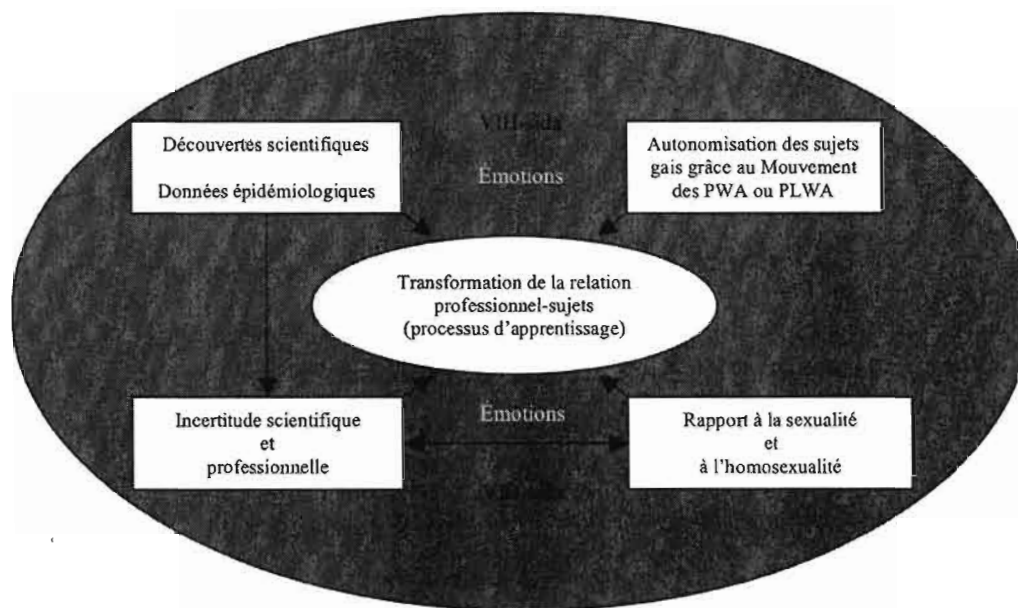 VIH-sida
Découvertes scientifiques
Données épidémiologiques
Émotions
Autonomisation des sujets
gais grâce au Mouvement
des PWA ou PLWA
Transformation de la relation
professionnel-sujets
(processus d'apprentissage)
Incertitude scientifique
et
professionnelle
Émotions
Rapport à la sexualité
et
à l'homosexualité